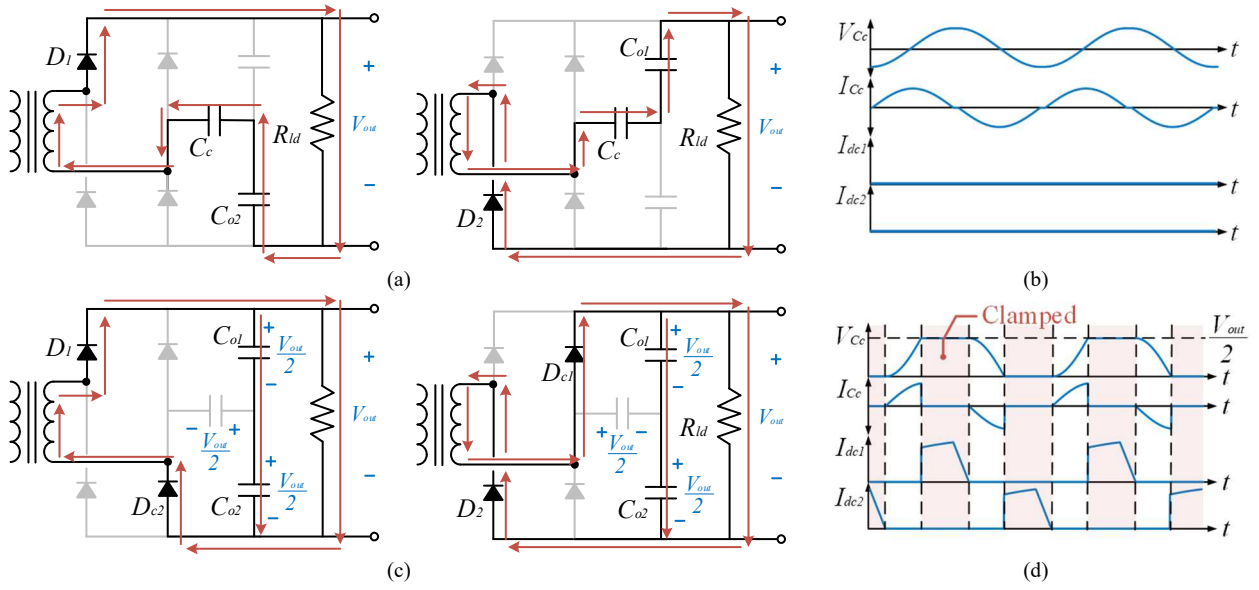 D1
+
Cc
Rld
Vout
−
Co2
Co1
+
Cc
Rld
Vout
−
D2
(a)
VCc
t
ICc
t
Idc1
t
Idc2
t
(b)
D1
Co1
+
Vout
2
−
+
Vout
−
− +
Vout
2
+
Vout
2
−
Dc2
Co2
Dc1
Co1
+
Vout
2
−
+
Vout
−
+ −
Vout
2
Rld
+
Vout
2
−
D2
Co2
(c)
Clamped
VCc
Vout
2
t
ICc
t
Idc1
t
Idc2
t
(d)